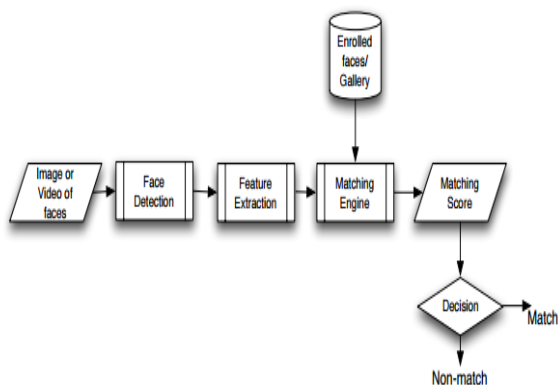 Enrolled
faces/
Gallery
Image or
Video of
faces
Face
Detection
Feature
Extraction
Matching
Engine
Matching
Score
Decision
Match
Non-match